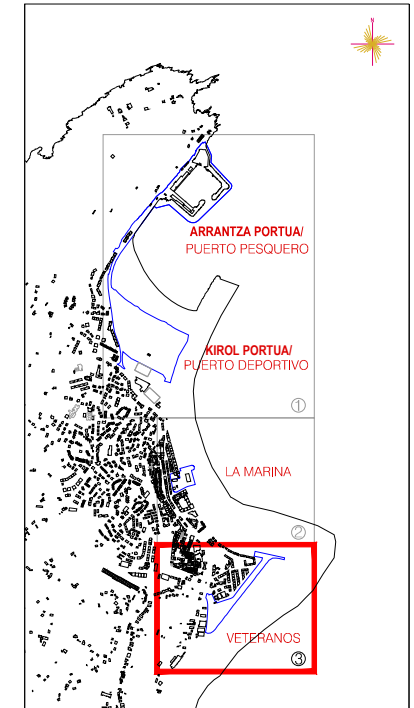 N
ARRANTZA PORTUA/
PUERTO PESQUERO
KIROL PORTUA/
PUERTO DEPORTIVO
1
LA MARINA
2
VETERANOS
3